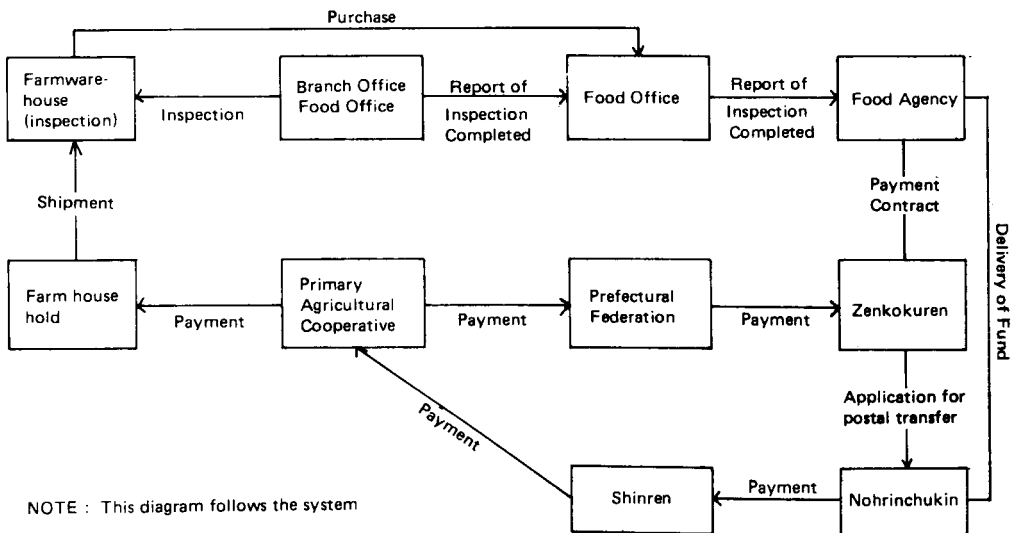 Purchase
Farmware-
house
(inspection)
Inspection
Branch Office
Food Office
Report of
Inspection
Completed
Food Office
Report of
Inspection
Completed
Food Agency
Shipment
Payment
Contract
Delivery of Fund
Farm house
hold
Payment
Primary
Agricultural
Cooperative
Payment
Prefectural
Federation
Payment
Zenkokuren
Application for
postal transfer
Payment
Shinren
Payment
Nohrinchukin
NOTE : This diagram follows the system